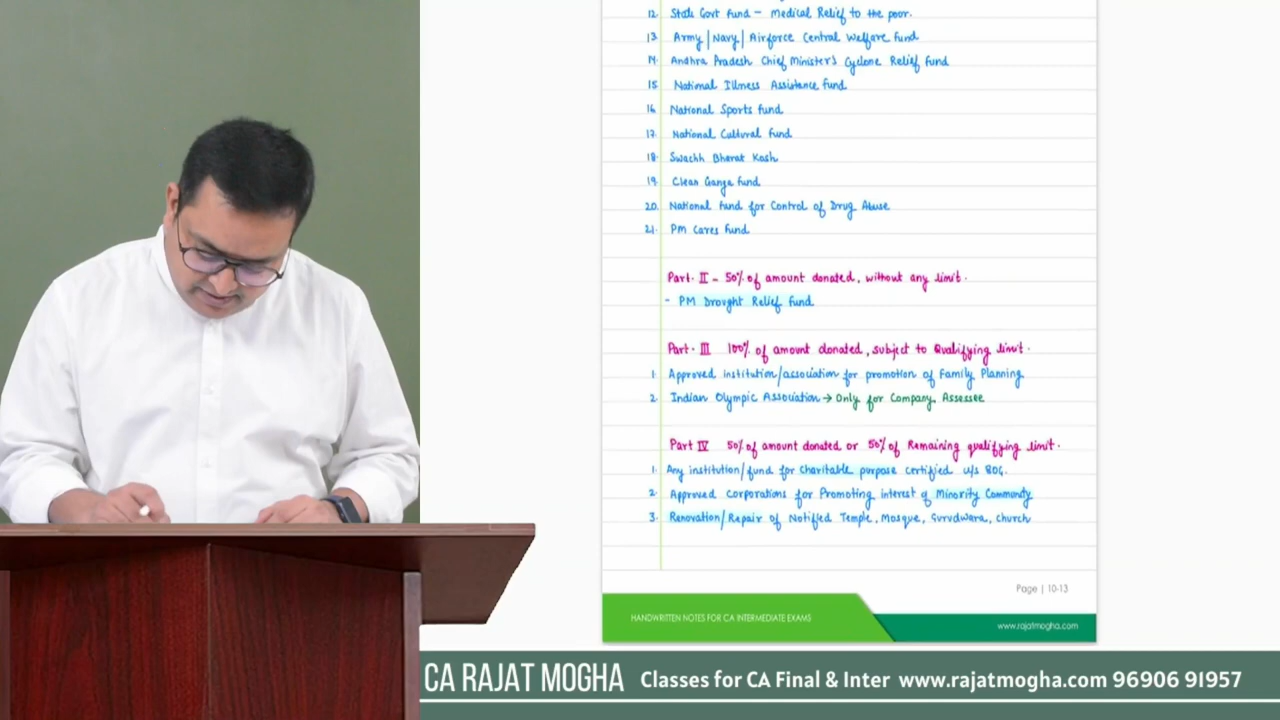 12. State Govt fund - Medical Relief to the poor.
13. Army|Navy|Airforce Central Welfare fund
14. Andhra Pradesh Chief Minister's Cyclone Relief fund
15. National Illness Assistance fund
16. National Sports fund
17. National Cultural fund
18. Swachh Bharat Kosh
19. Clean Ganga fund
20. National fund for Control of Drug Abuse
21. PM Cares fund
Part-II - 50% of amount donated, without any limit.
- PM Drought Relief fund
Part-III 100% of amount donated, subject to Qualifying limit.
1. Approved institution/association for promotion of Family Planning
2. Indian Olympic Association → Only for Company Assessee
Part IV 50% of amount donated or 50% of Remaining qualifying limit.
1. Any institution/fund for charitable purpose certified u/s 80G.
2. Approved Corporations for Promoting interest of Minority Community
3. Renovation/Repair of Notified Temple, Mosque, Gurudwara, Church
Page | 10-13
HANDWRITTEN NOTES FOR CA INTERMEDIATE EXAMS
www.rajatmogha.com
CA RAJAT MOGHA Classes for CA Final & Inter www.rajatmogha.com 96906 91957